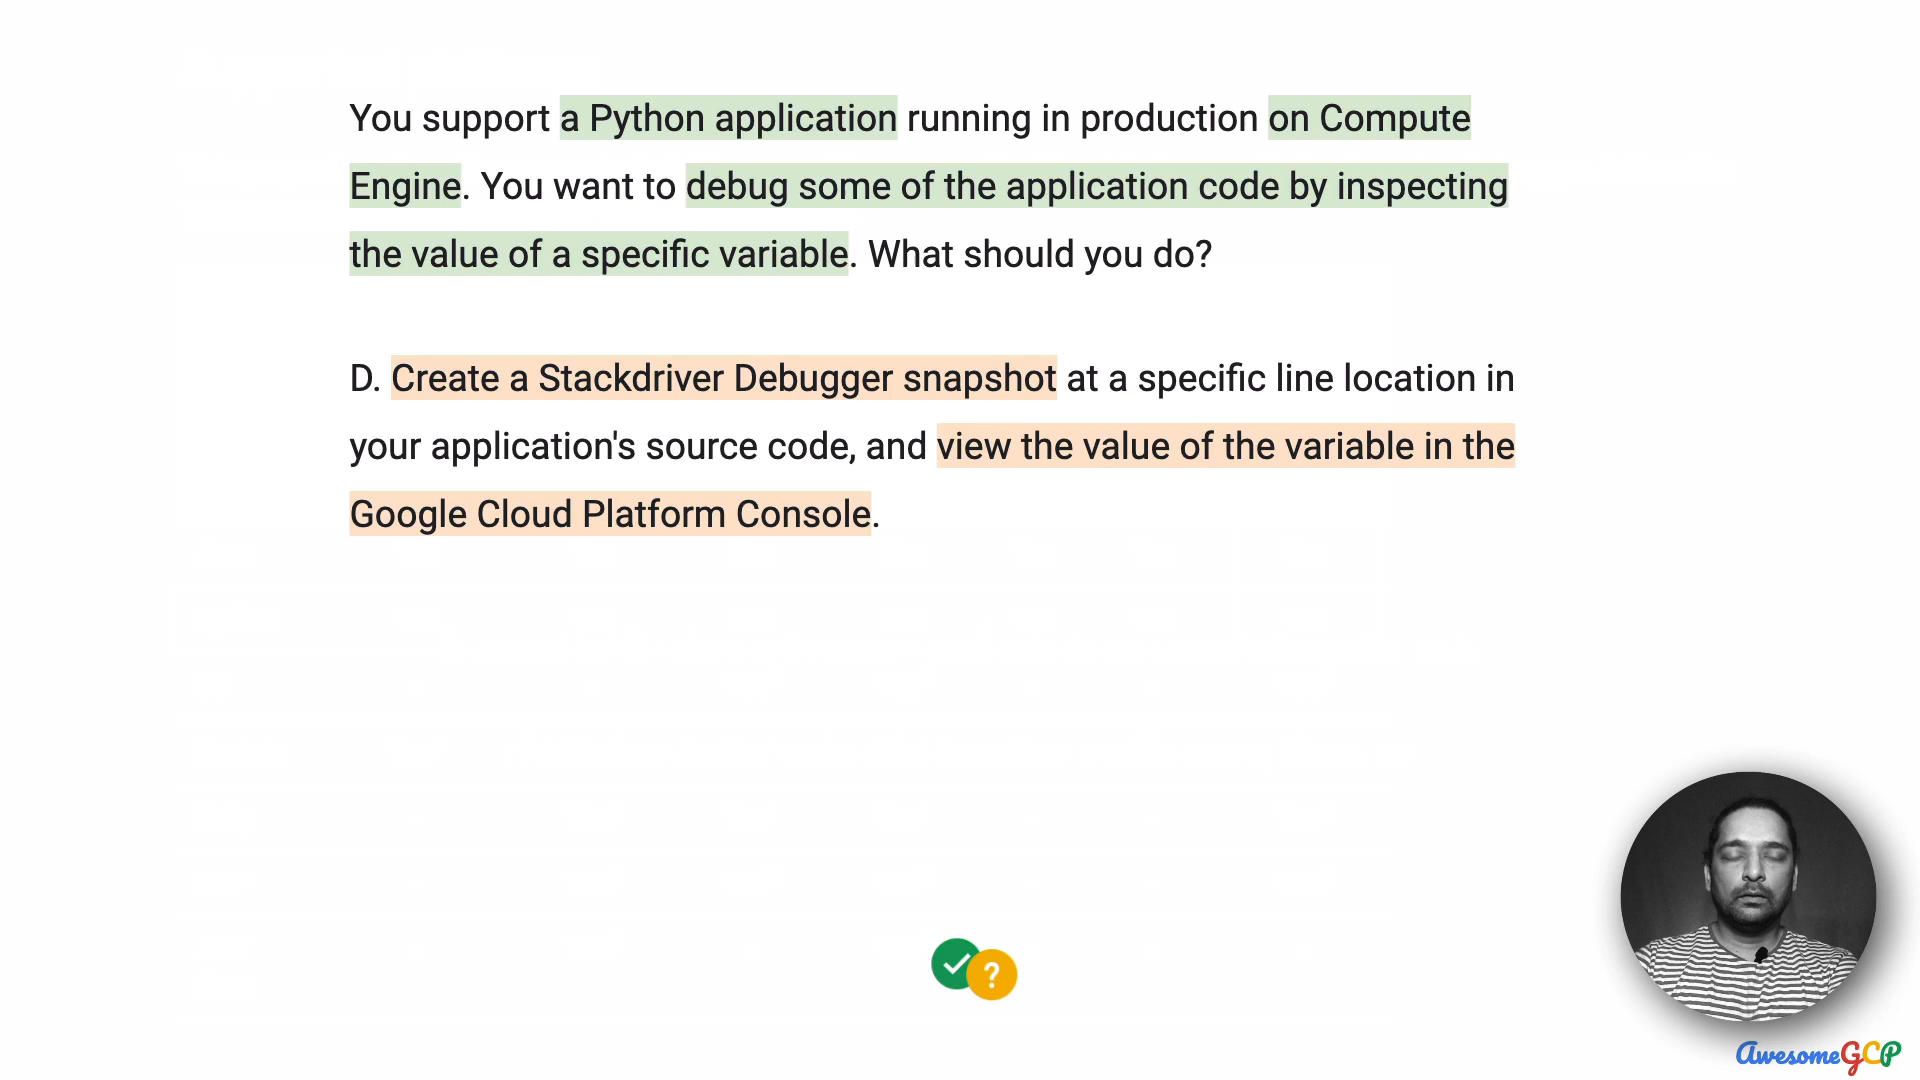 You support a Python application running in production on Compute
Engine. You want to debug some of the application code by inspecting
the value of a specific variable. What should you do?
D. Create a Stackdriver Debugger snapshot at a specific line location in
your application's source code, and view the value of the variable in the
Google Cloud Platform Console.
?
AwesomeGCP